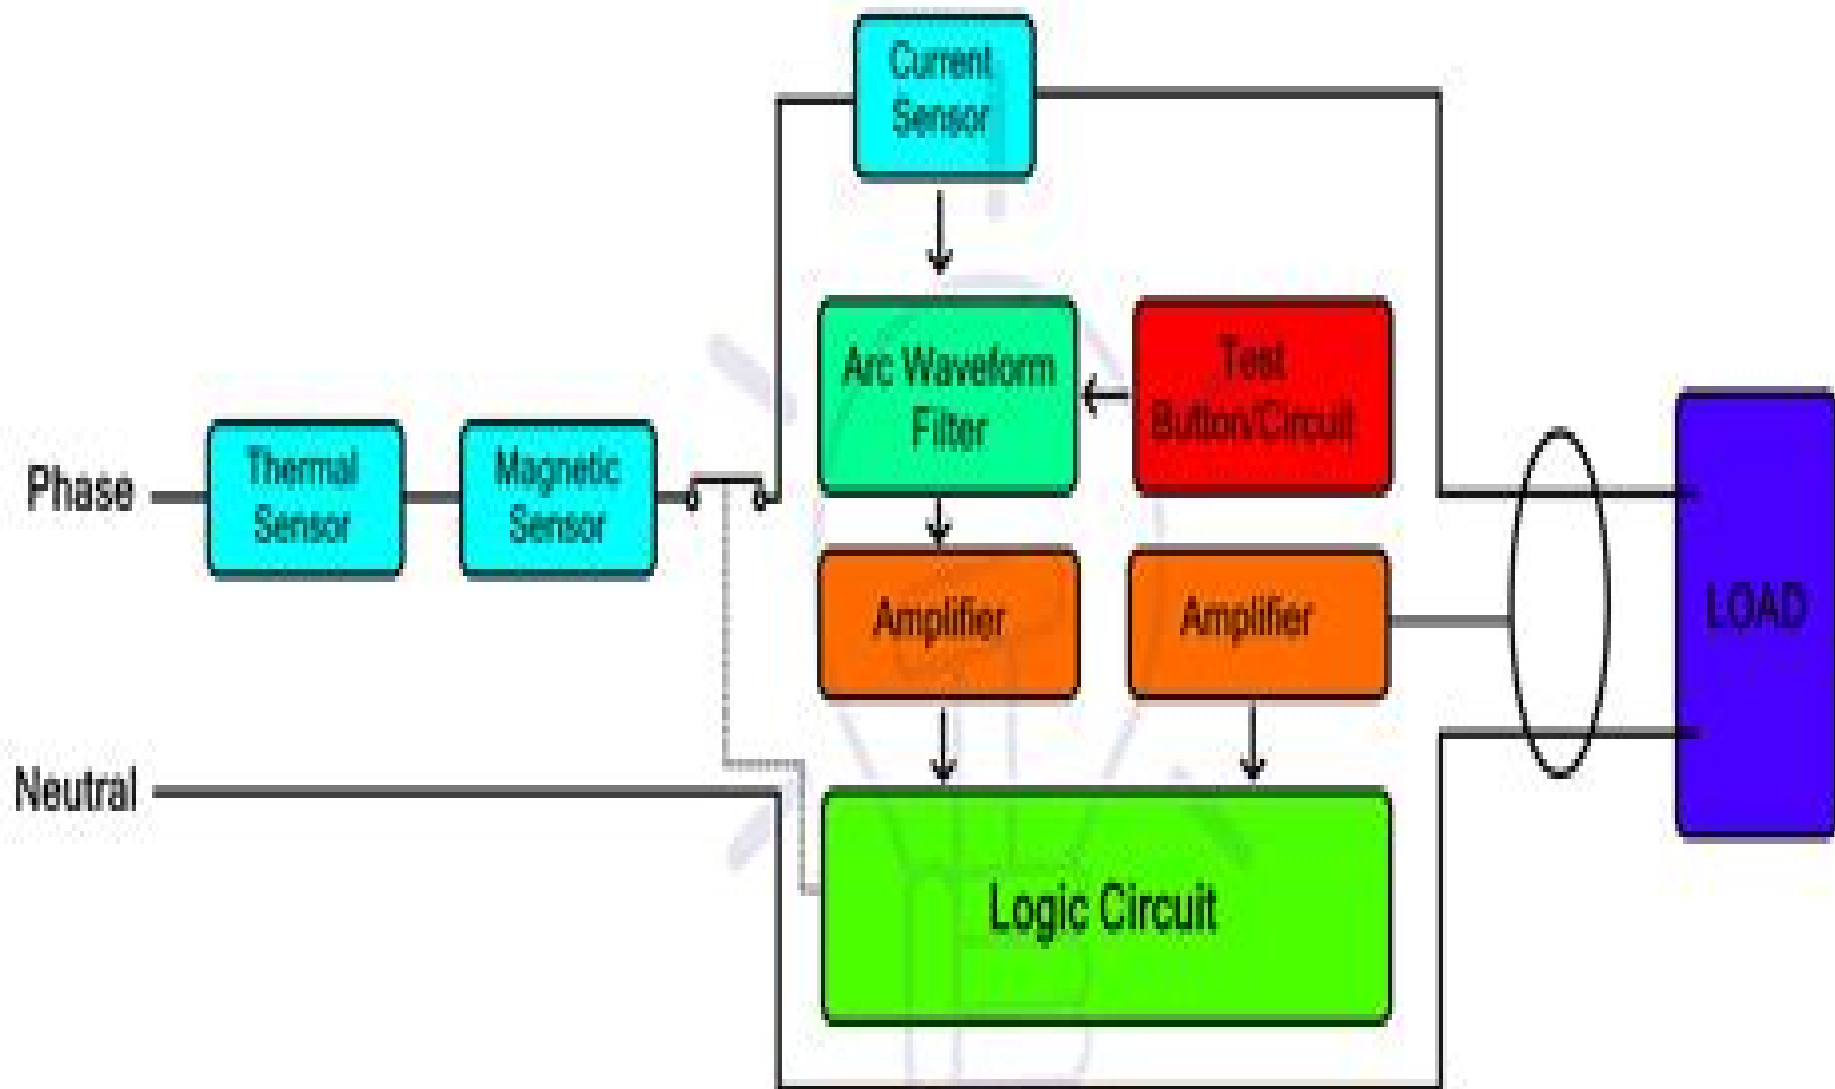 Current
Sensor
Arc Waveform
Filter
Test
Button/Circuit
Phase
Thermal
Sensor
Magnetic
Sensor
Amplifier
Amplifier
LOAD
Neutral
Logic Circuit